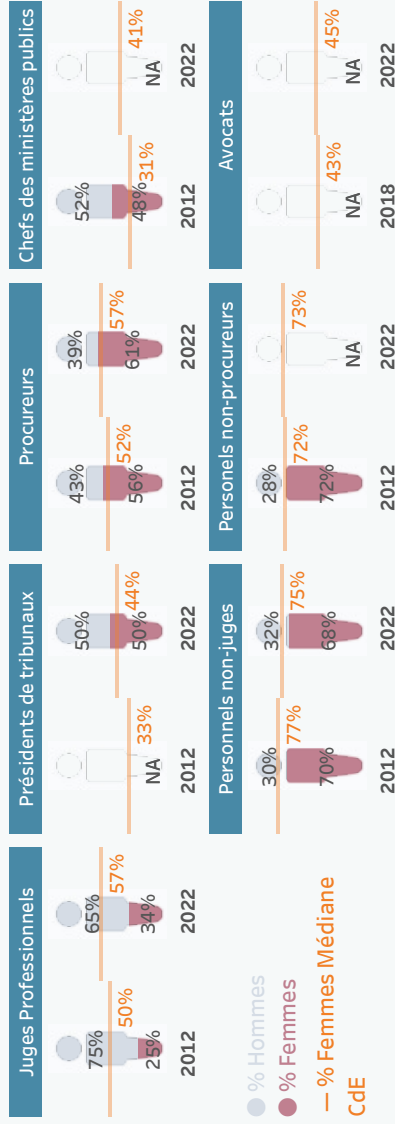 Juges Professionnels
75%
50%
25%
2012
65%
57%
34%
2022
Présidents de tribunaux
33%
NA
2012
50%
44%
50%
2022
Procureurs
43%
52%
56%
2012
39%
57%
61%
2022
Chefs des ministères publics
52%
31%
48%
2012
41%
NA
2022
% Hommes
% Femmes
% Femmes Médiane
CdE
Personnels non-juges
30%
77%
70%
2012
32%
75%
68%
2022
Personels non-procureurs
28%
72%
72%
2012
73%
NA
2022
Avocats
43%
NA
2018
45%
NA
2022